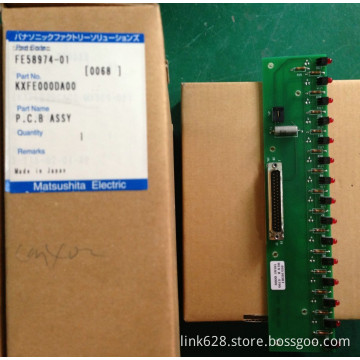 パナソニックファクトリーソリューションズ
FE58974-01
[0068]
Part No.
KXFE000DA00
Part Name
P.C.B ASSY
Quantity
1
Remarks
Made in Japan
Matsushita Electric
link628.store.bossgoo.com